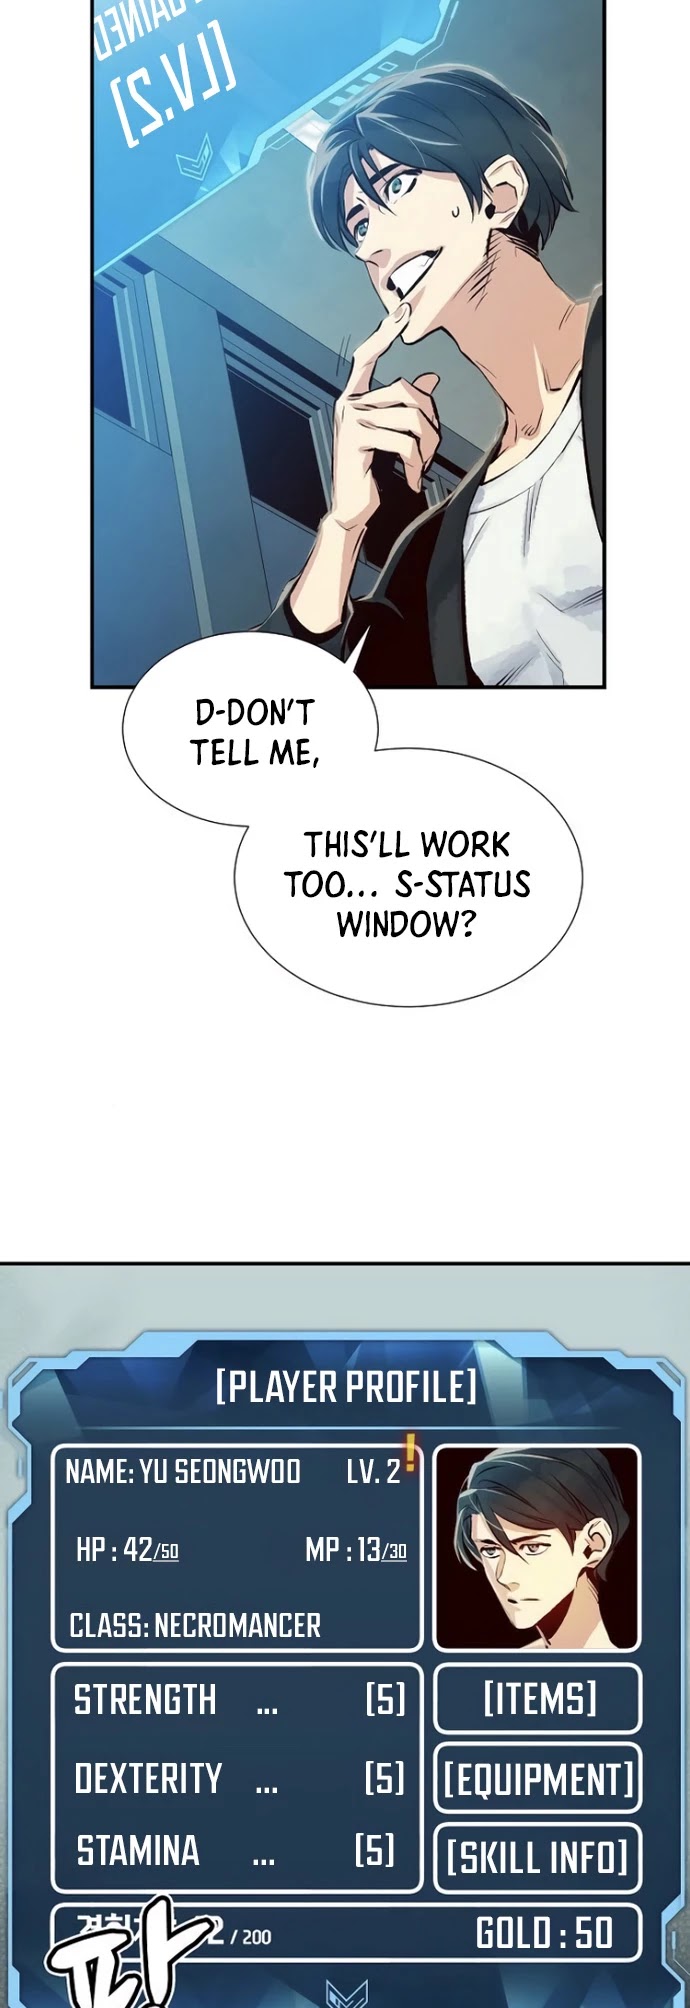 GAINED
[LV.2]
D-DON'T
TELL ME,
THIS'LL WORK
TOO... S-STATUS
WINDOW?
[PLAYER PROFILE]
NAME: YU SEONGWOO LV. 2 !
HP : 42/50 MP : 13/30
CLASS: NECROMANCER
STRENGTH ... [5]
DEXTERITY ... [5]
STAMINA ... [5]
[ITEMS]
[EQUIPMENT]
[SKILL INFO]
2 / 200
GOLD : 50
팟